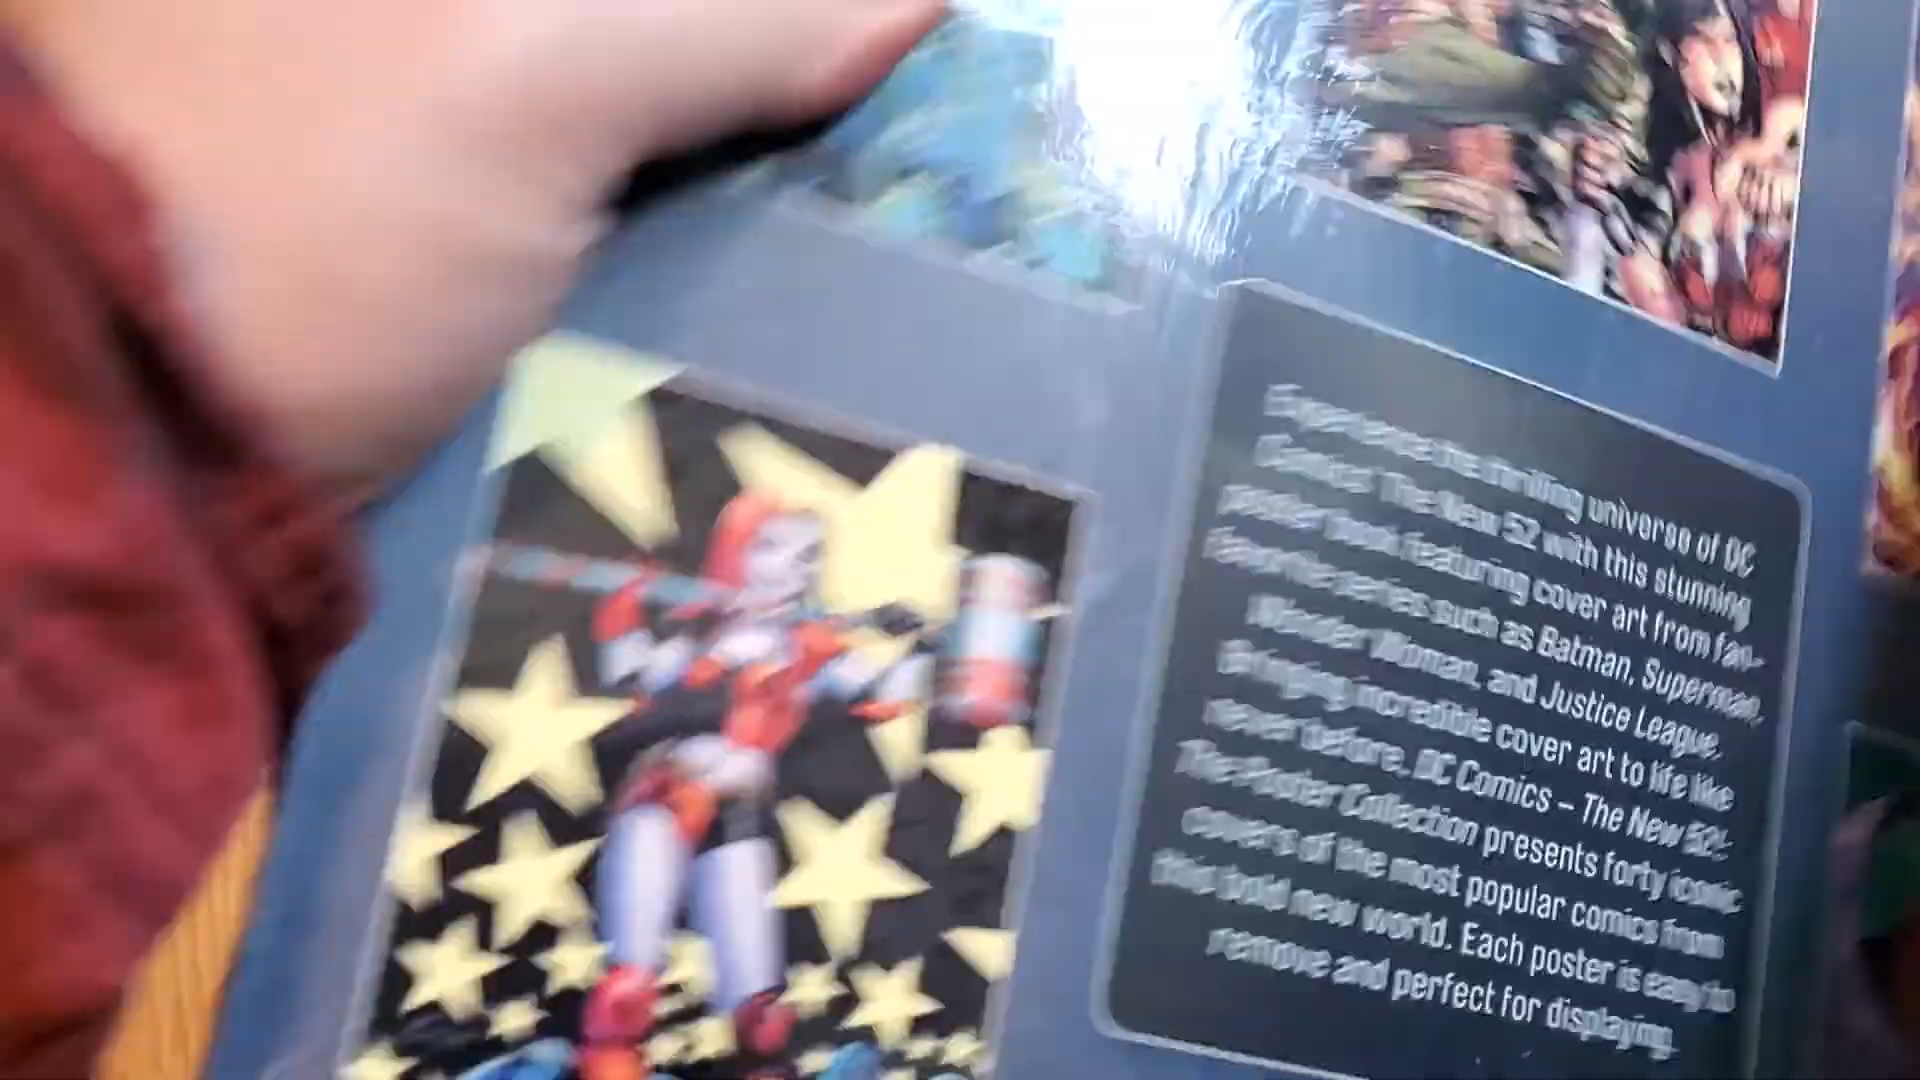 Experience the thrilling universe of DC
Comics' The New 52 with this stunning
poster book featuring cover art from fan-
favorite series such as Batman, Superman,
Wonder Woman, and Justice League.
Bringing incredible cover art to life like
never before, DC Comics – The New 52:
The Poster Collection presents forty iconic
covers of the most popular comics from
this bold new world. Each poster is easy to
remove and perfect for displaying.